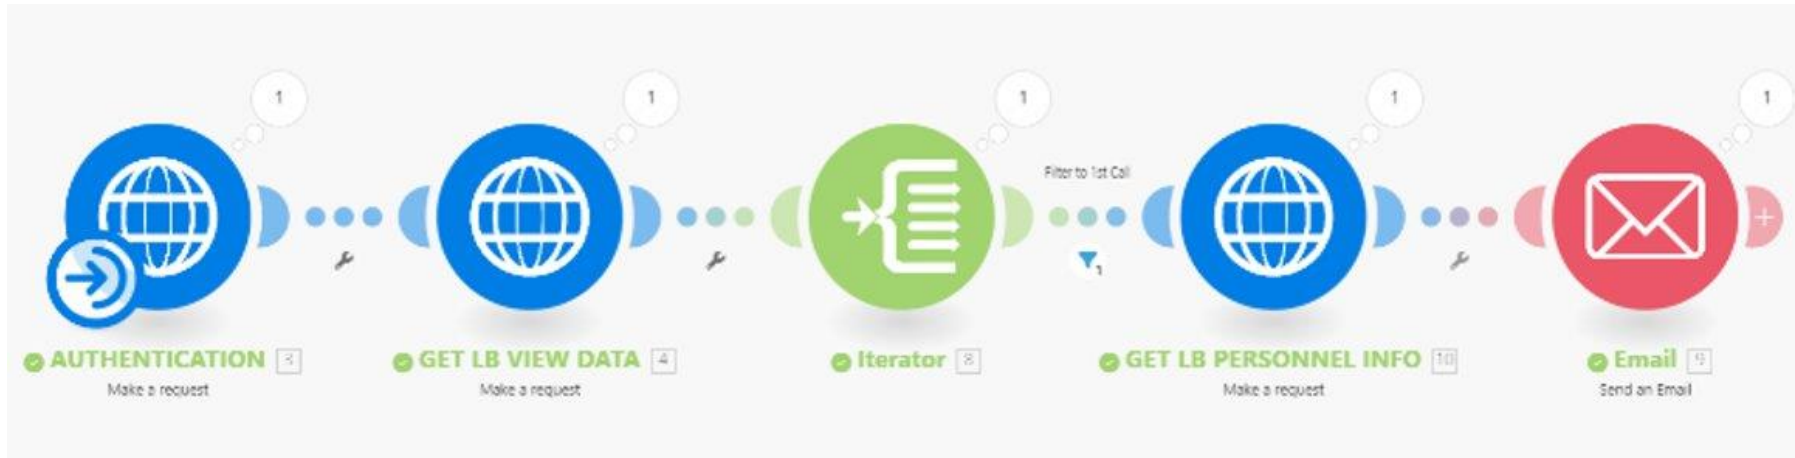 1 1 1 1 1
Filter to 1st Call
1
AUTHENTICATION 3
Make a request
GET LB VIEW DATA 4
Make a request
Iterator 8
GET LB PERSONNEL INFO 10
Make a request
Email 9
Send an Email